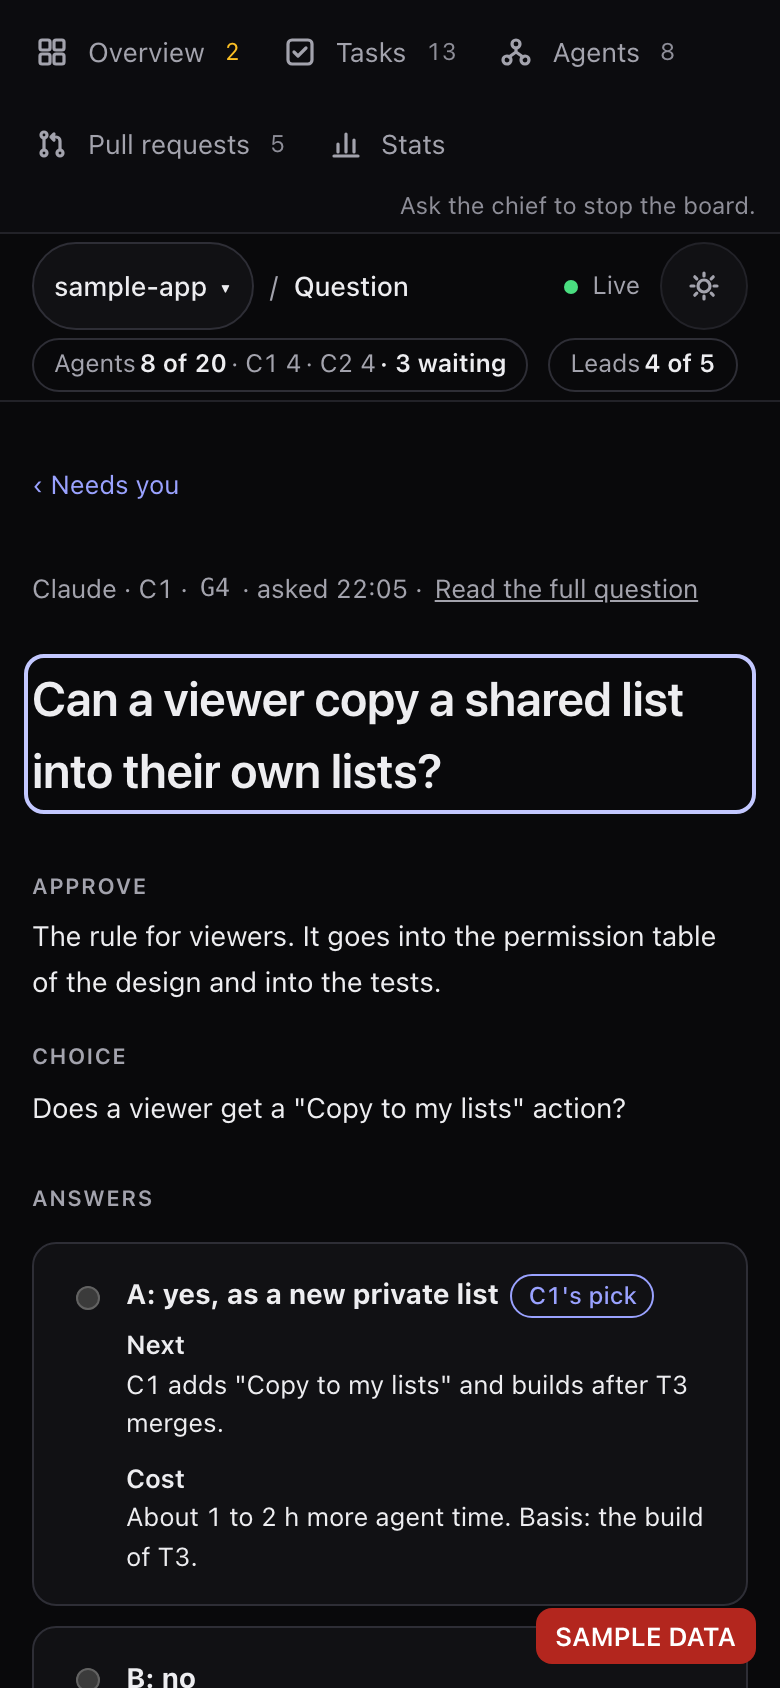 Overview 2 Tasks 13 Agents 8
Pull requests 5 Stats
Ask the chief to stop the board.
sample-app ▾ / Question Live
Agents 8 of 20 · C1 4 · C2 4 · 3 waiting Leads 4 of 5
‹ Needs you
Claude · C1 · G4 · asked 22:05 · Read the full question
Can a viewer copy a shared list
into their own lists?
APPROVE
The rule for viewers. It goes into the permission table
of the design and into the tests.
CHOICE
Does a viewer get a "Copy to my lists" action?
ANSWERS
A: yes, as a new private list C1's pick
Next
C1 adds "Copy to my lists" and builds after T3
merges.
Cost
About 1 to 2 h more agent time. Basis: the build
of T3.
SAMPLE DATA
B: no